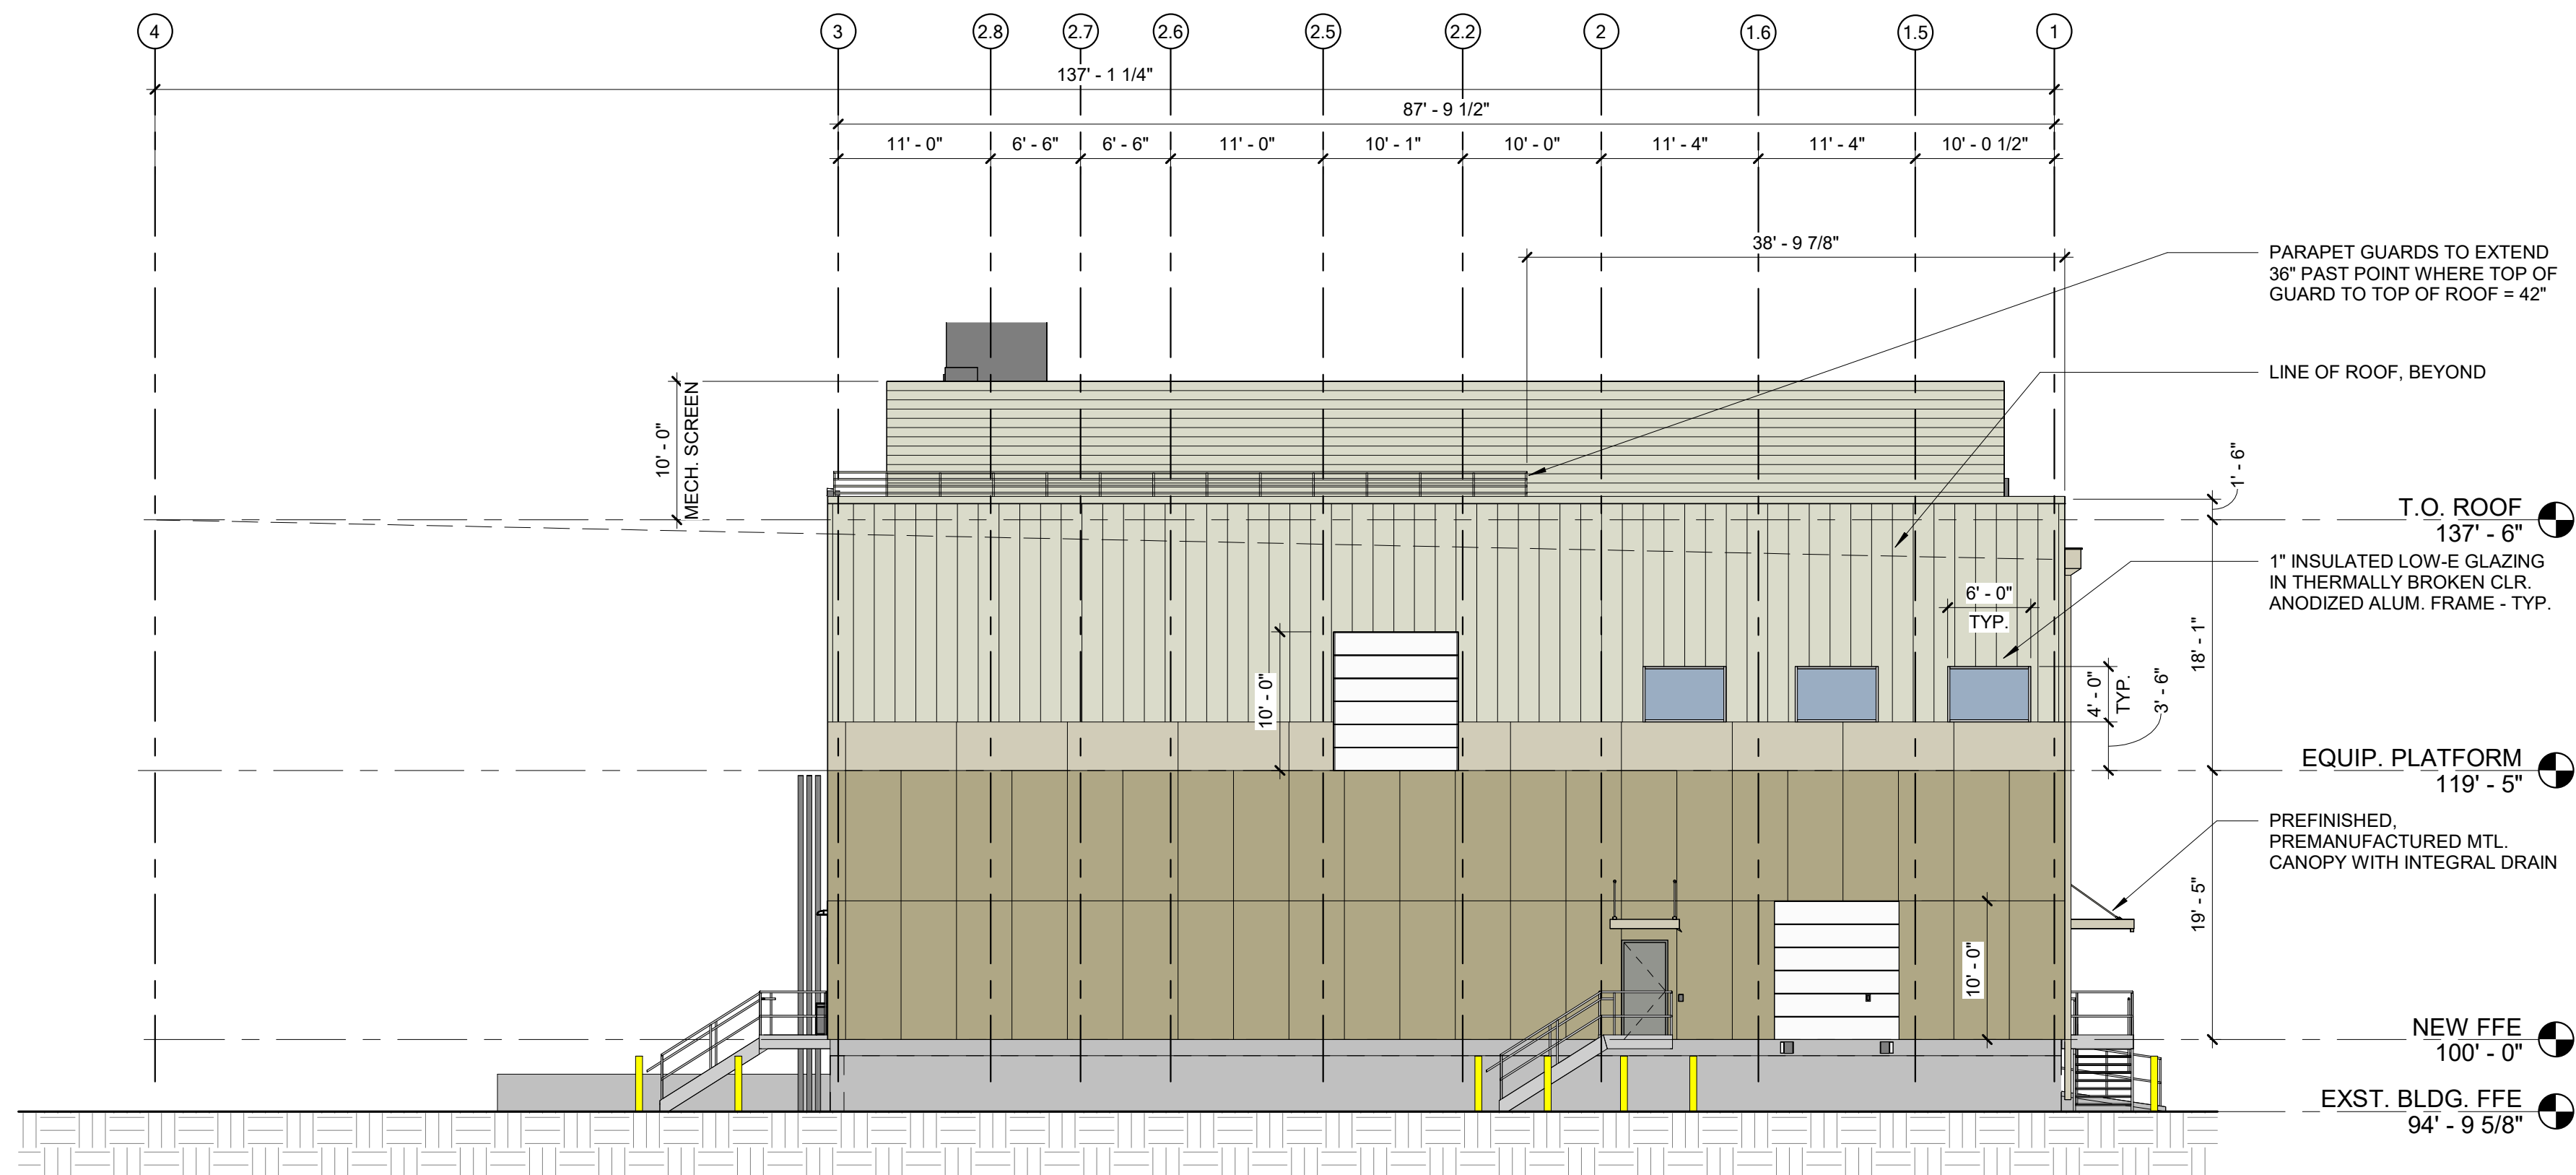 4
3
2.8
2.7
2.6
2.5
2.2
2
1.6
1.5
1
137' - 1 1/4"
87' - 9 1/2"
11' - 0"
6' - 6"
6' - 6"
11' - 0"
10' - 1"
10' - 0"
11' - 4"
11' - 4"
10' - 0 1/2"
38' - 9 7/8"
PARAPET GUARDS TO EXTEND
36" PAST POINT WHERE TOP OF
GUARD TO TOP OF ROOF = 42"
LINE OF ROOF, BEYOND
10' - 0"
MECH. SCREEN
1' - 6"
T.O. ROOF
137' - 6"
1" INSULATED LOW-E GLAZING
IN THERMALLY BROKEN CLR.
ANODIZED ALUM. FRAME - TYP.
6' - 0"
TYP.
18' - 1"
10' - 0"
4' - 0"
TYP.
3' - 6"
EQUIP. PLATFORM
119' - 5"
PREFINISHED,
PREMANUFACTURED MTL.
CANOPY WITH INTEGRAL DRAIN
19' - 5"
10' - 0"
NEW FFE
100' - 0"
EXST. BLDG. FFE
94' - 9 5/8"